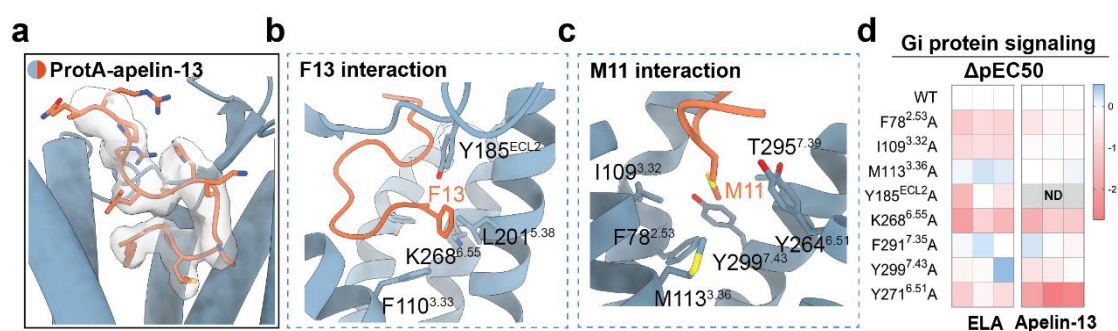 a
ProtA-apelin-13
b
F13 interaction
Y185ᴱᶜᴸ²
F13
L201⁵·³⁸
K268⁶·⁵⁵
F110³·³³
c
M11 interaction
T295⁷·³⁹
I109³·³²
M11
F78²·⁵³
Y264⁶·⁵¹
Y299⁷·⁴³
M113³·³⁶
d
Gi protein signaling
ΔpEC50
WT
F78²·⁵³A
I109³·³²A
M113³·³⁶A
Y185ᴱᶜᴸ²A
K268⁶·⁵⁵A
F291⁷·³⁵A
Y299⁷·⁴³A
Y271⁶·⁵¹A
ND
ELA
Apelin-13
0
-1
-2